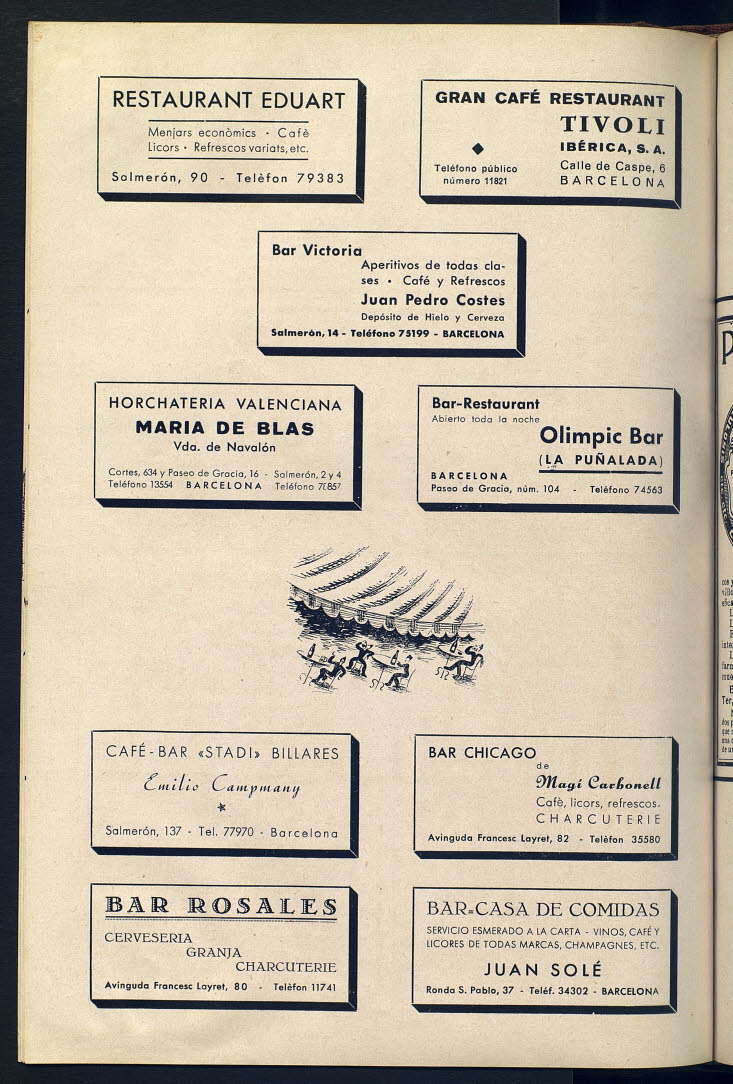 RESTAURANT EDUART
Menjars econòmics · Cafè
Licors · Refrescos variats, etc.
Salmerón, 90 - Telèfon 79383
GRAN CAFÉ RESTAURANT
TIVOLI
IBÉRICA, S. A.
Teléfono público
número 11821
Calle de Caspe, 6
BARCELONA
Bar Victoria
Aperitivos de todas cla-
ses · Café y Refrescos
Juan Pedro Costes
Depósito de Hielo y Cerveza
Salmerón, 14 - Teléfono 75199 - BARCELONA
HORCHATERIA VALENCIANA
MARIA DE BLAS
Vda. de Navalón
Cortes, 634 y Paseo de Gracia, 16 - Salmerón, 2 y 4
Teléfono 13554 BARCELONA Teléfono 78857
Bar-Restaurant
Abierto toda la noche
Olimpic Bar
(LA PUÑALADA)
BARCELONA
Paseo de Gracia, núm. 104 - Teléfono 74563
CAFÉ-BAR «STADI» BILLARES
Emilio Campmany
Salmerón, 137 - Tel. 77970 - Barcelona
BAR CHICAGO
de
Magí Carbonell
Cafè, licors, refrescos.
CHARCUTERIE
Avinguda Francesc Layret, 82 - Telèfon 35580
BAR ROSALES
CERVESERIA
GRANJA
CHARCUTERIE
Avinguda Francesc Layret, 80 - Telèfon 11741
BAR-CASA DE COMIDAS
SERVICIO ESMERADO A LA CARTA - VINOS, CAFÉ Y
LICORES DE TODAS MARCAS, CHAMPAGNES, ETC.
JUAN SOLÉ
Ronda S. Pablo, 37 - Teléf. 34302 - BARCELONA